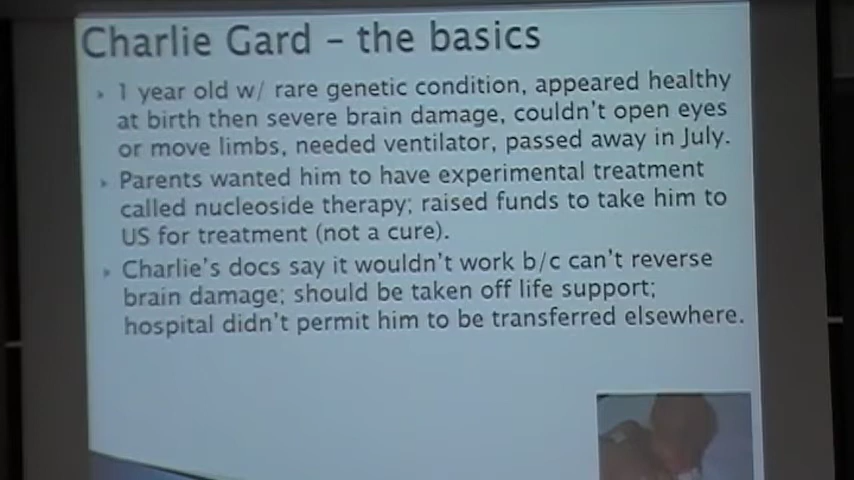 Charlie Gard – the basics
1 year old w/ rare genetic condition, appeared healthy
at birth then severe brain damage, couldn't open eyes
or move limbs, needed ventilator, passed away in July.
Parents wanted him to have experimental treatment
called nucleoside therapy; raised funds to take him to
US for treatment (not a cure).
Charlie's docs say it wouldn't work b/c can't reverse
brain damage; should be taken off life support;
hospital didn't permit him to be transferred elsewhere.